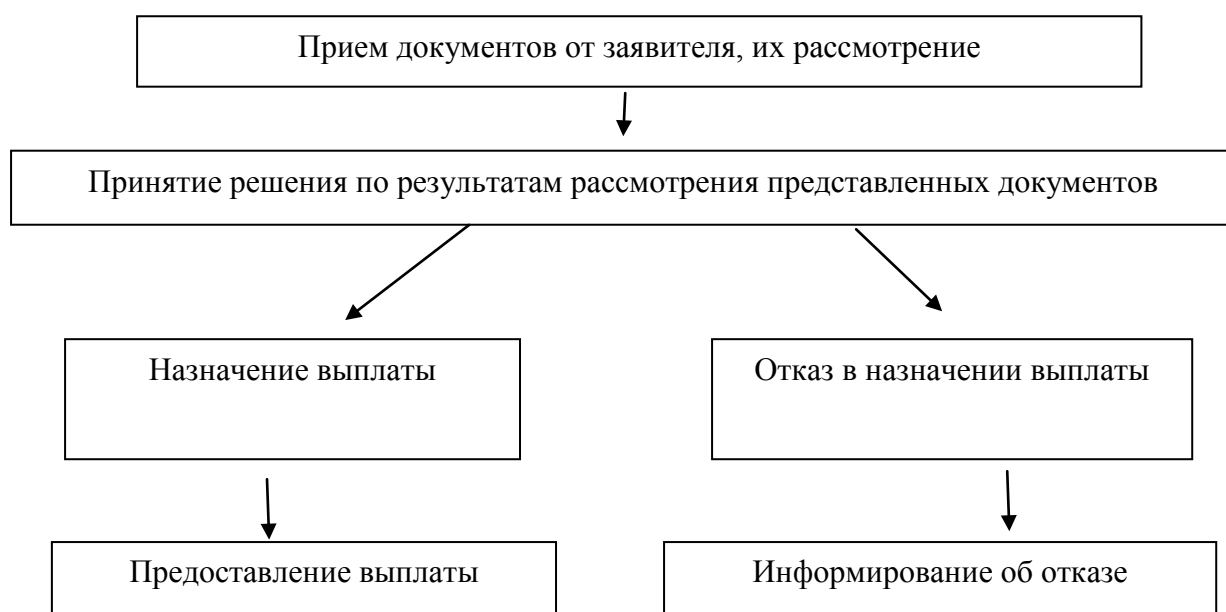 Прием документов от заявителя, их рассмотрение
Принятие решения по результатам рассмотрения представленных документов
Назначение выплаты
Отказ в назначении выплаты
Предоставление выплаты
Информирование об отказе